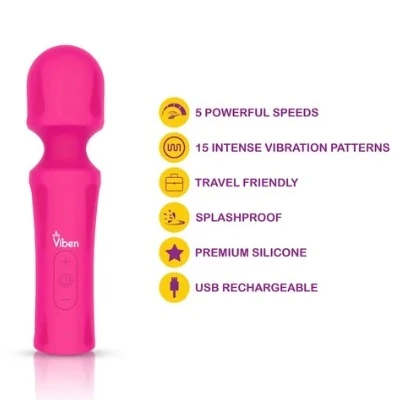 5 POWERFUL SPEEDS
15 INTENSE VIBRATION PATTERNS
TRAVEL FRIENDLY
SPLASHPROOF
PREMIUM SILICONE
USB RECHARGEABLE
Viben
+
-